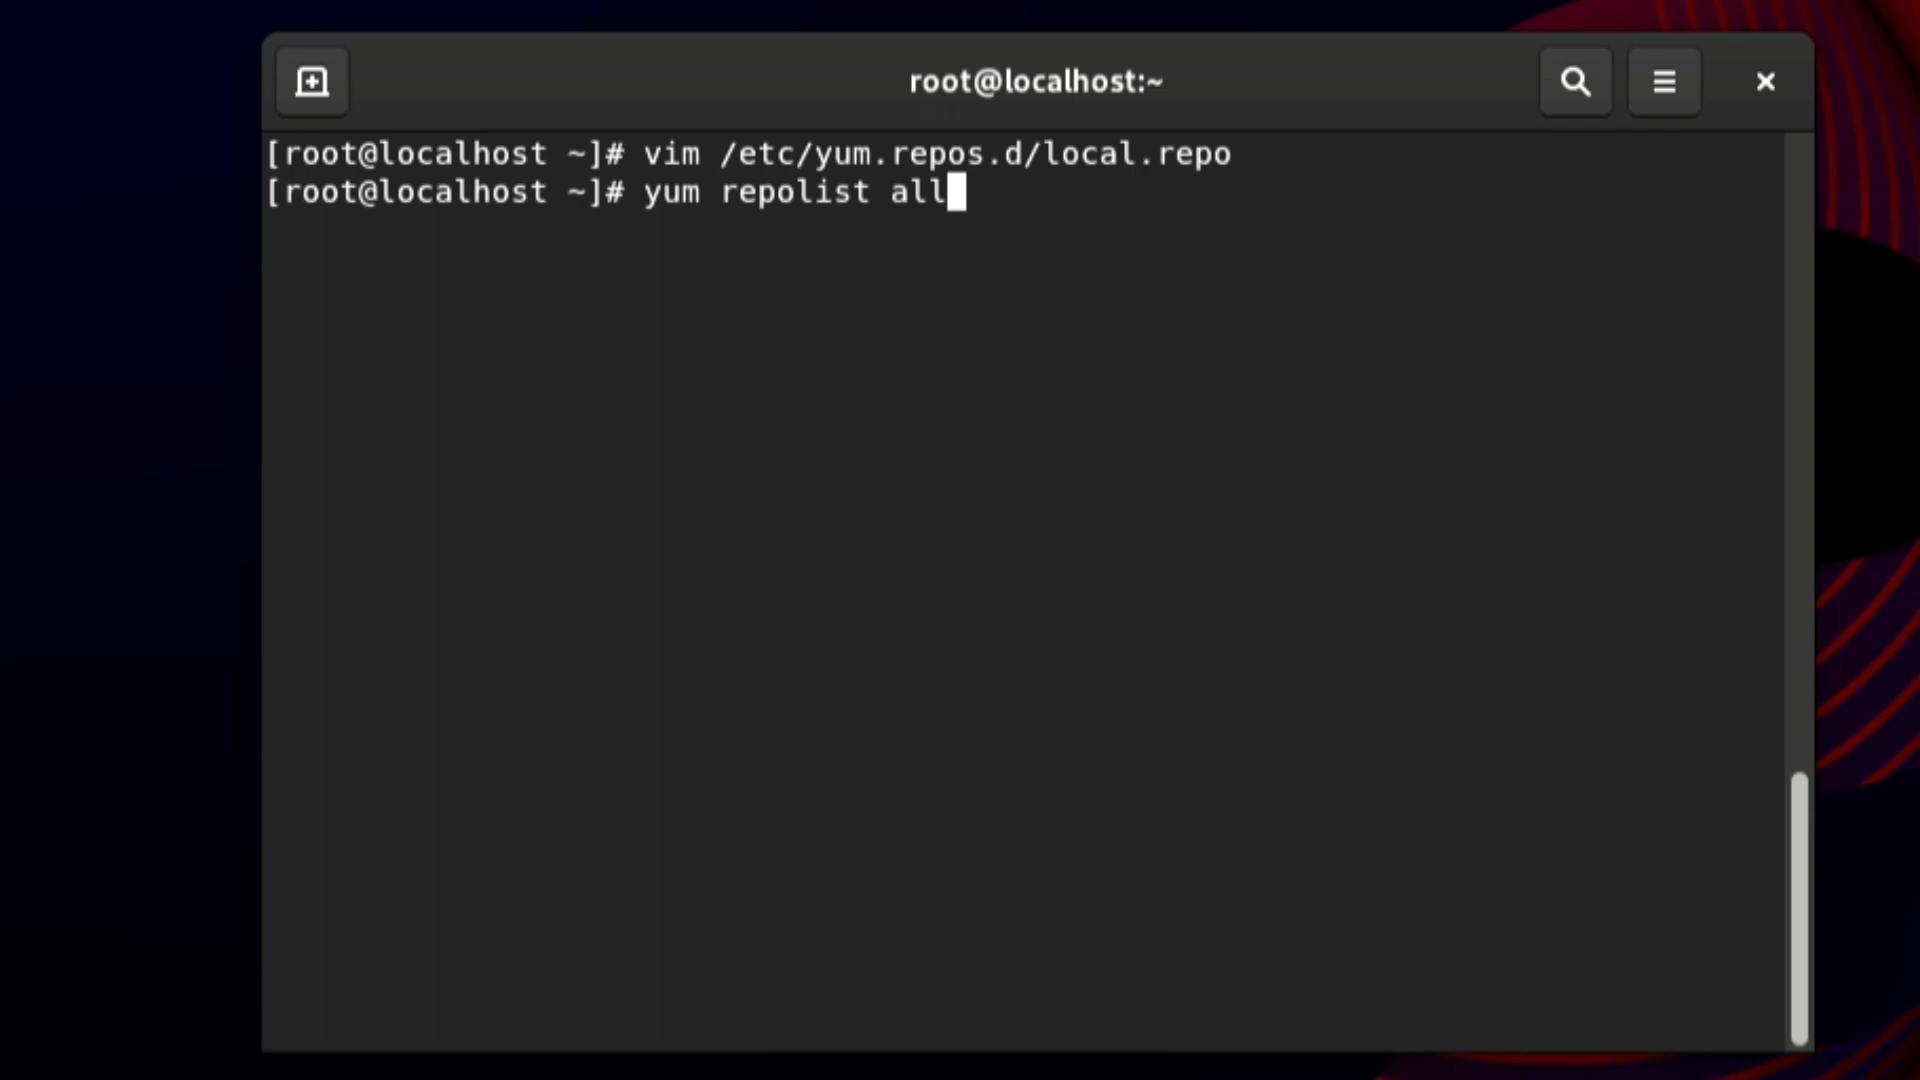 root@localhost:~
[root@localhost ~]# vim /etc/yum.repos.d/local.repo
[root@localhost ~]# yum repolist all